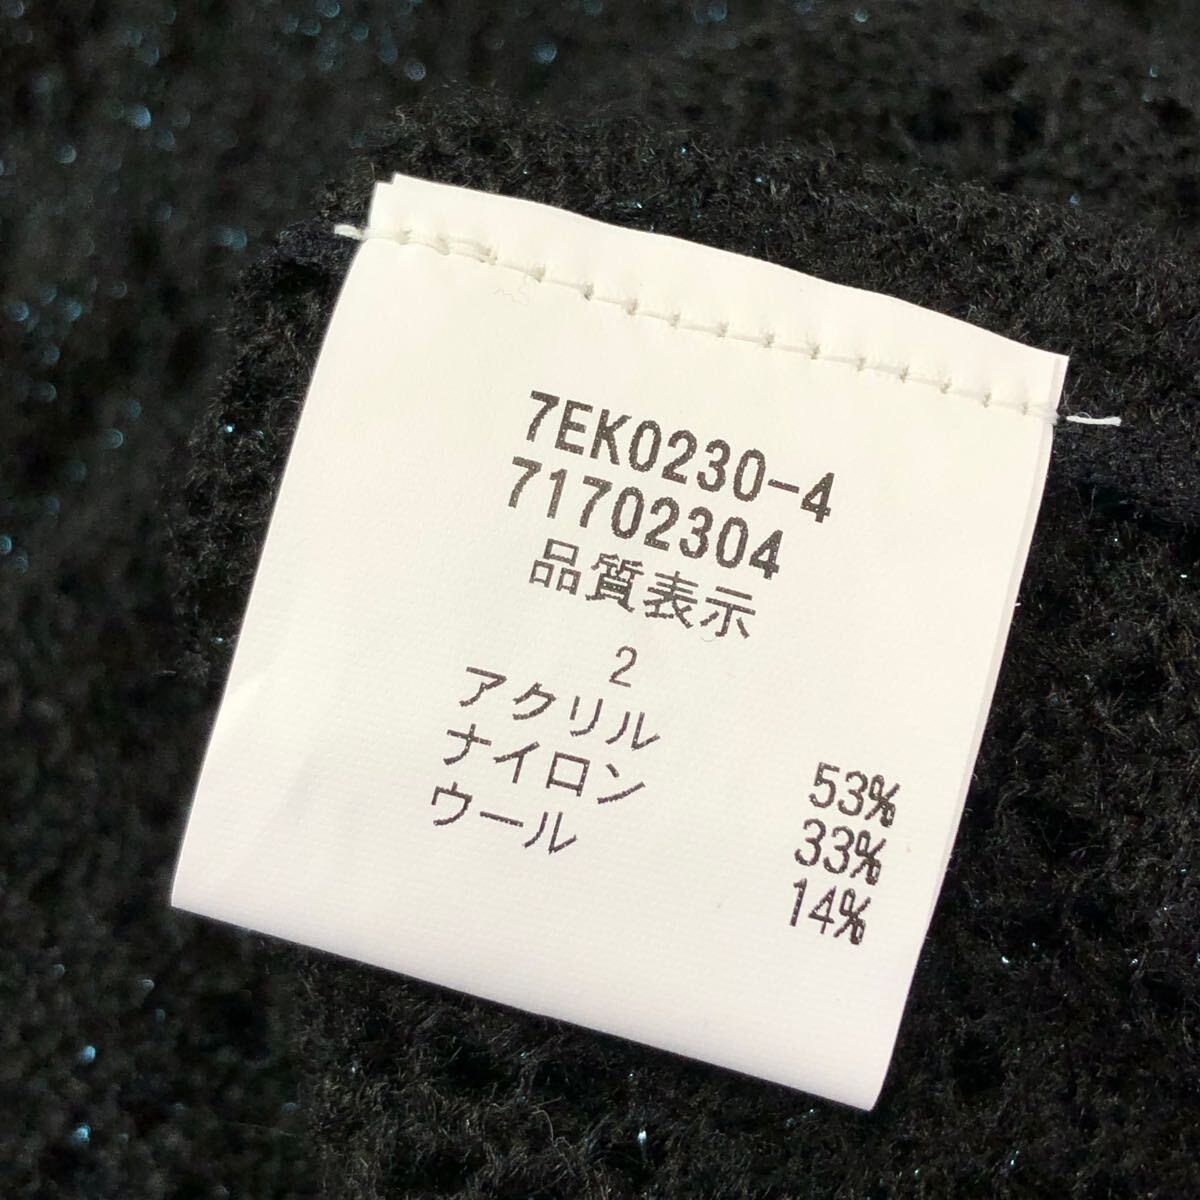 7EK0230-4
71702304
品質表示
2
アクリル 53%
ナイロン 33%
ウール 14%